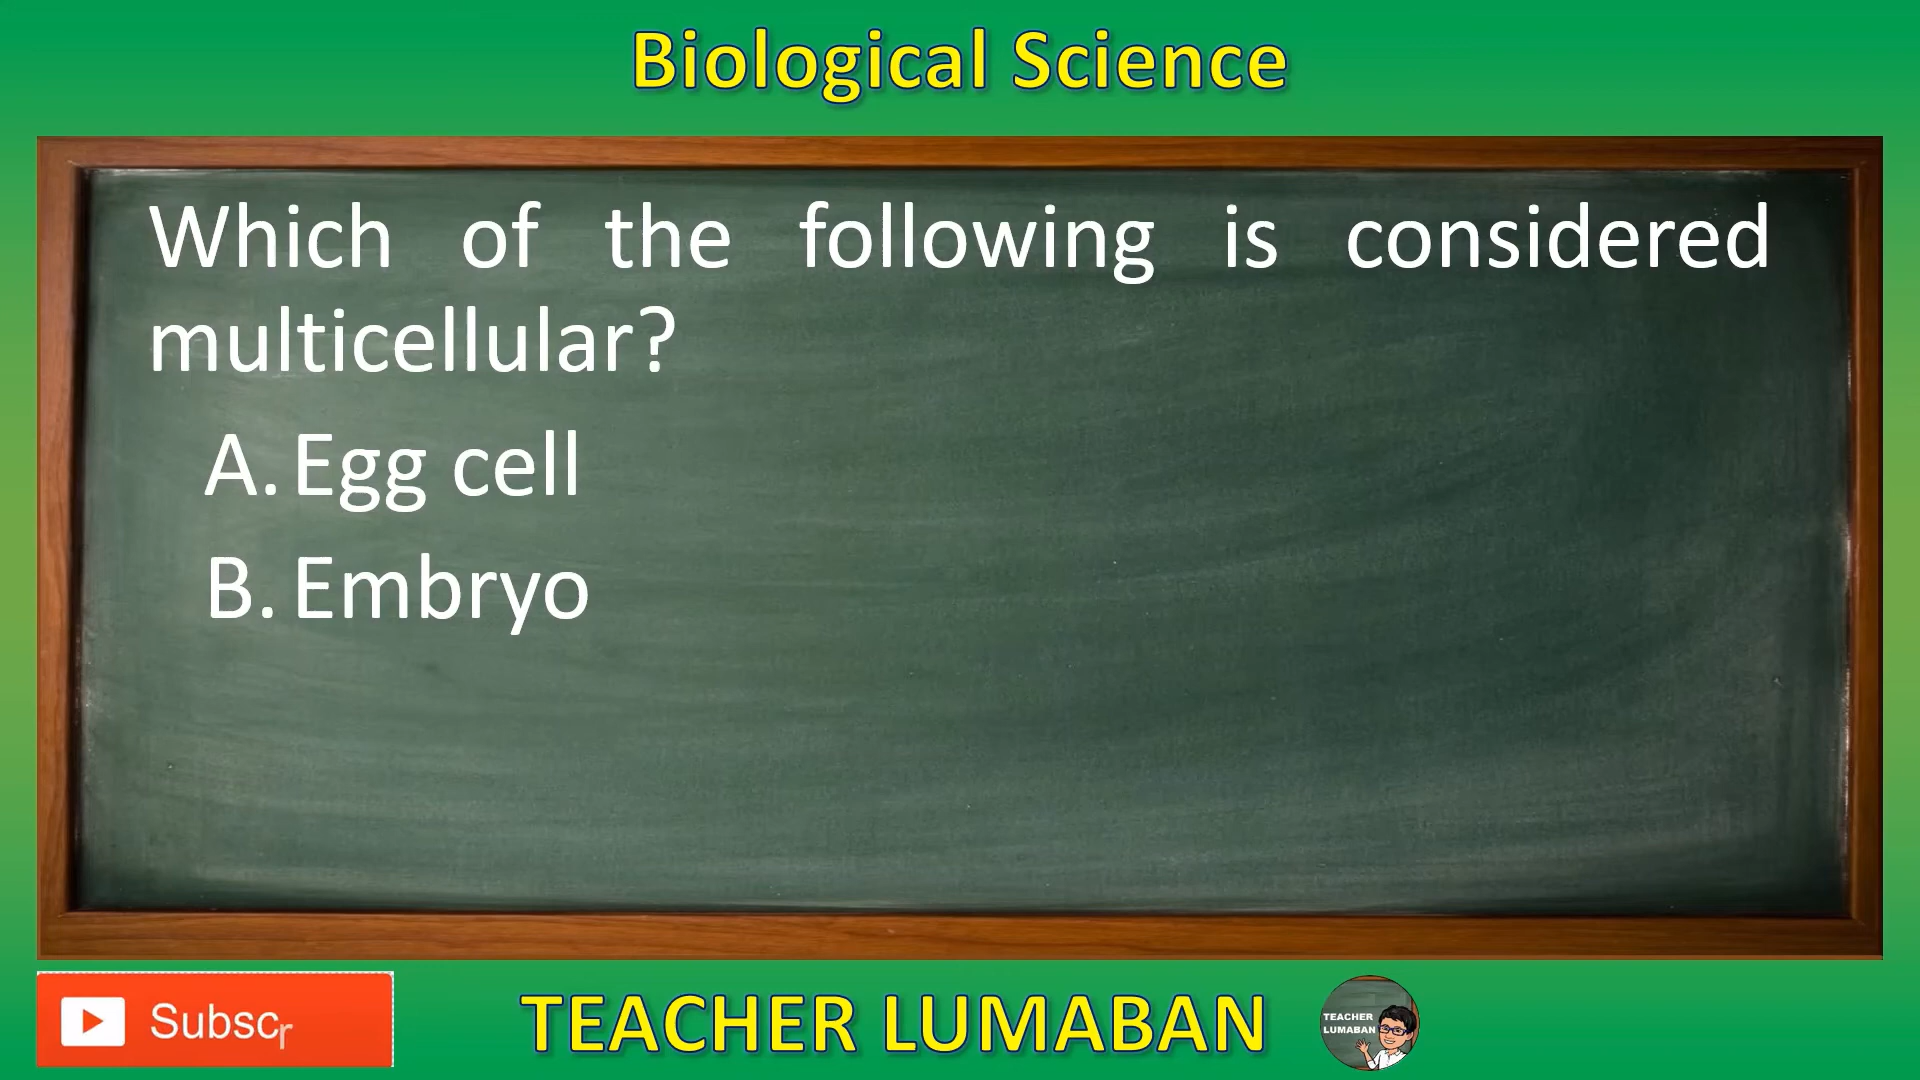 Biological Science
Which of the following is considered
multicellular?
A. Egg cell
B. Embryo
Subscr
TEACHER LUMABAN
TEACHER
LUMABAN